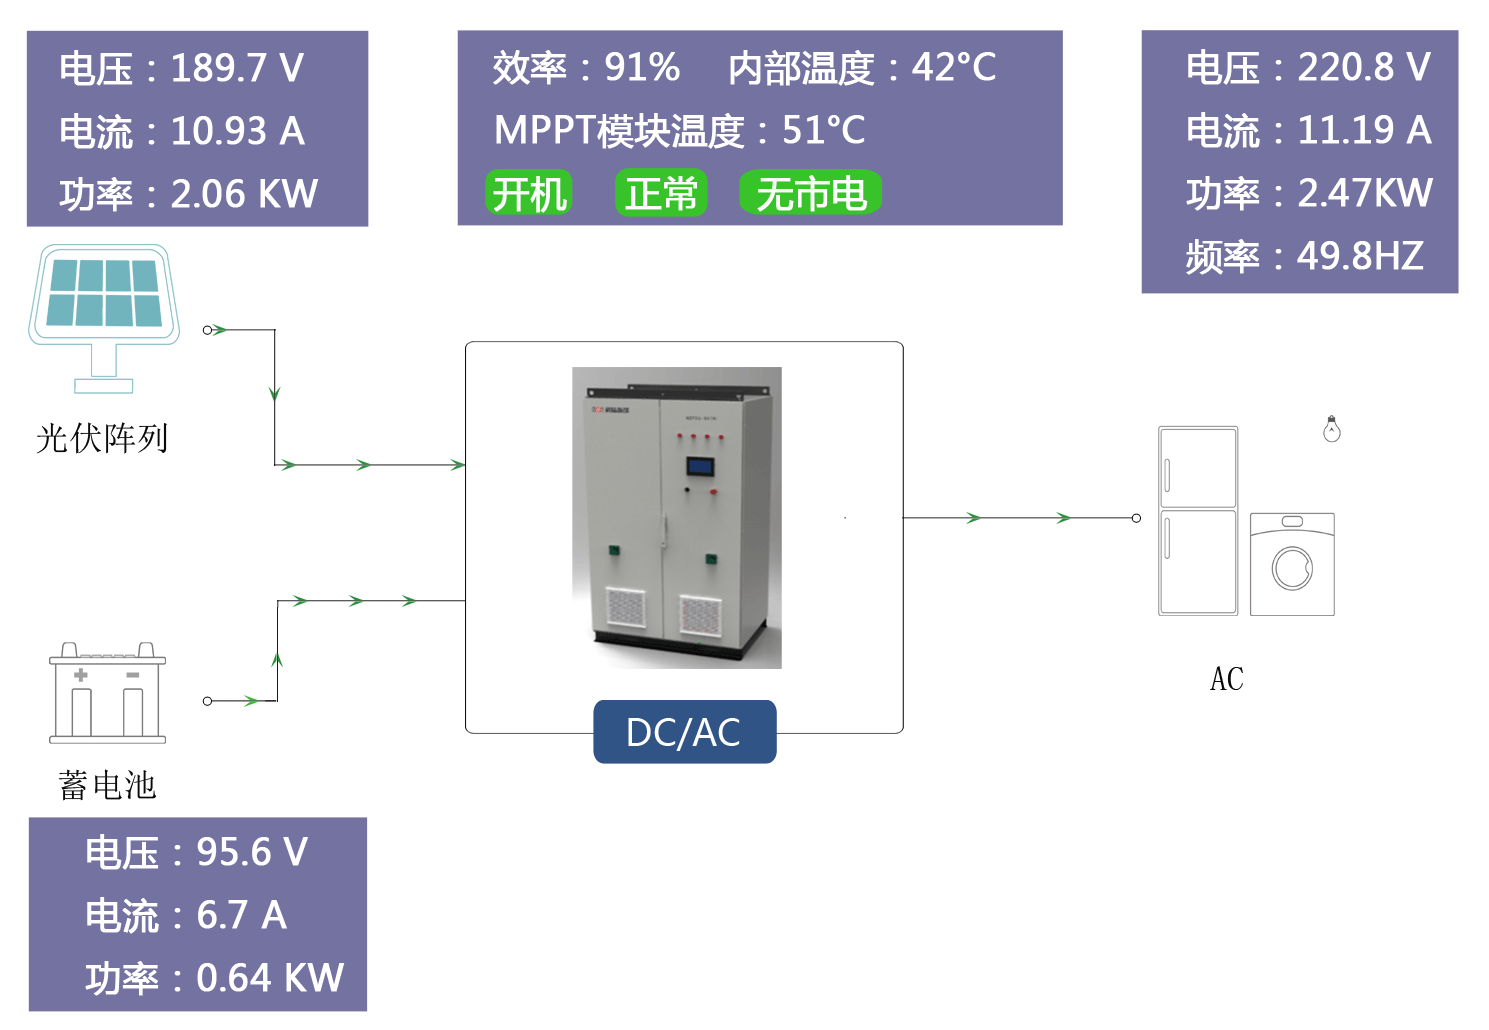 电压：189.7 V
电流：10.93 A
功率：2.06 KW
效率：91% 内部温度：42°C
MPPT模块温度：51°C
开机 正常 无市电
电压：220.8 V
电流：11.19 A
功率：2.47KW
频率：49.8HZ
光伏阵列
DC/AC
AC
蓄电池
电压：95.6 V
电流：6.7 A
功率：0.64 KW